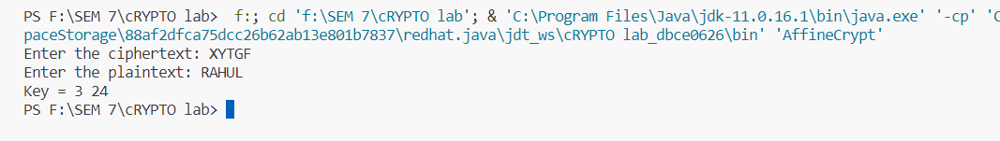 PS F:\SEM 7\cRYPTO lab>  f:; cd 'f:\SEM 7\cRYPTO lab'; & 'C:\Program Files\Java\jdk-11.0.16.1\bin\java.exe' '-cp' 'C
paceStorage\88af2dfca75dcc26b62ab13e801b7837\redhat.java\jdt_ws\cRYPTO lab_dbce0626\bin' 'AffineCrypt'
Enter the ciphertext: XYTGF
Enter the plaintext: RAHUL
Key = 3 24
PS F:\SEM 7\cRYPTO lab>